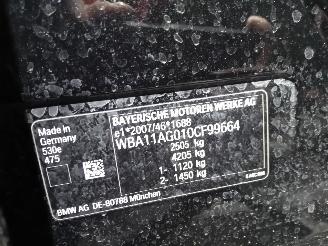 Made in
Germany
530e
475
BAYERISCHE MOTOREN WERKE AG
e1*2007/46*1688
WBA11AG010CF99664
2505 kg
4205 kg
1- 1120 kg
2- 1450 kg
BMW AG DE-80788 München